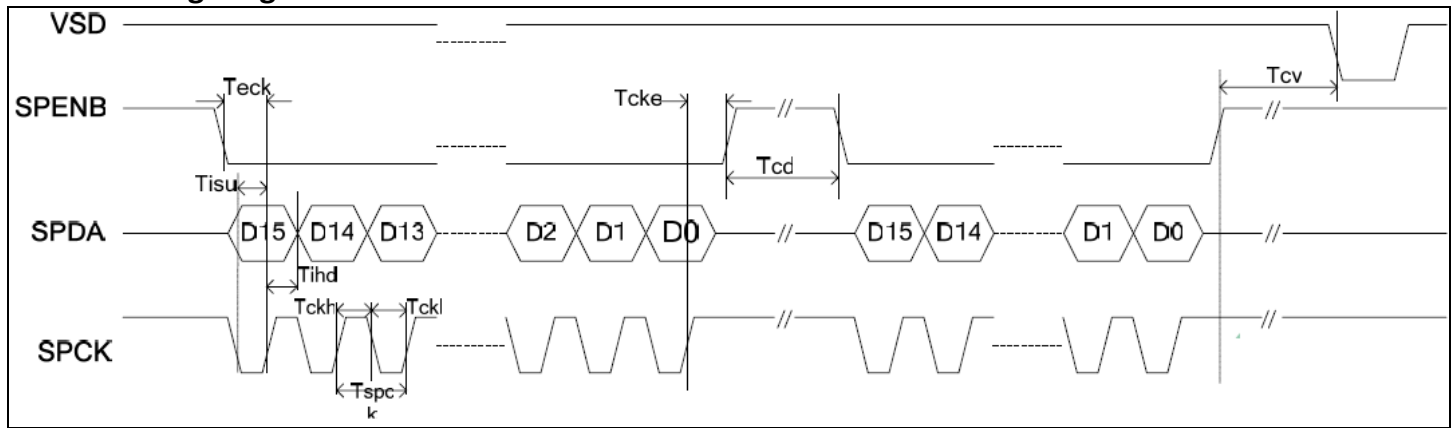 VSD
Teck
Tcke
Tcv
SPENB
Tcd
Tisu
SPDA
D15
D14
D13
D2
D1
D0
D15
D14
D1
D0
Tihd
Tckh
Tckl
SPCK
Tspc
k